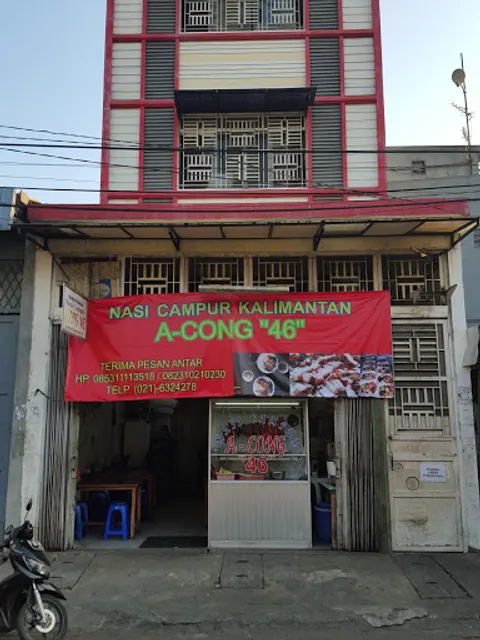 NASI CAMPUR KALIMANTAN
A-CONG "46"
TERIMA PESAN ANTAR
HP. 085311113518 / 082310210230
TELP. (021)-6324278
A-CONG
"46"